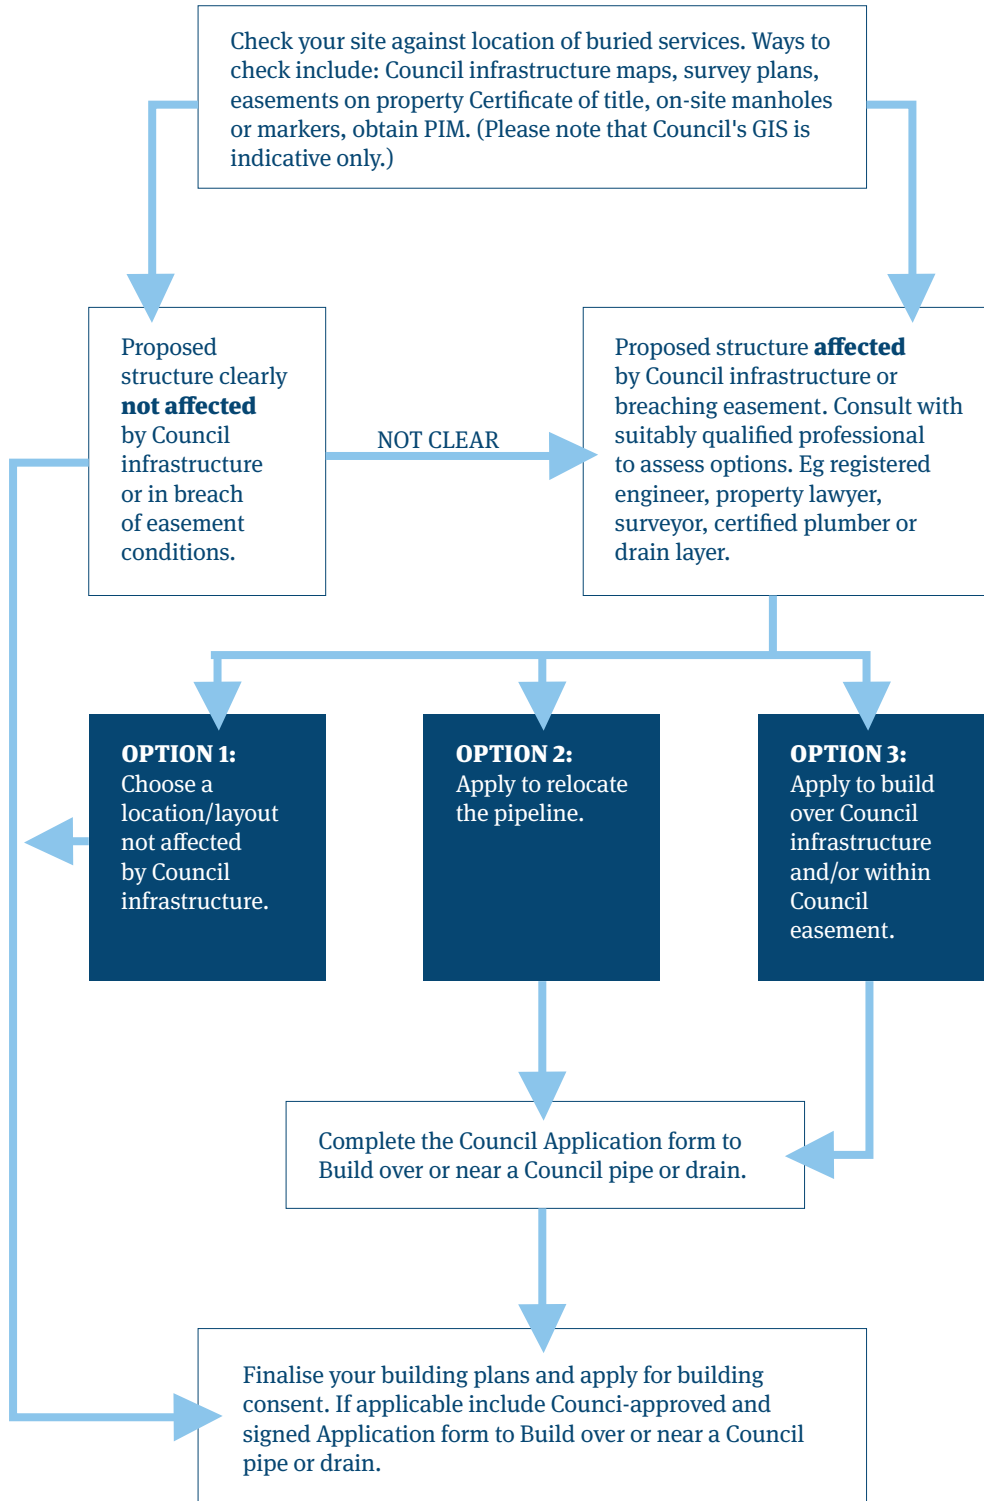 Check your site against location of buried services. Ways to
check include: Council infrastructure maps, survey plans,
easements on property Certificate of title, on-site manholes
or markers, obtain PIM. (Please note that Council's GIS is
indicative only.)
Proposed
structure clearly
not affected
by Council
infrastructure
or in breach
of easement
conditions.
NOT CLEAR
Proposed structure affected
by Council infrastructure or
breaching easement. Consult with
suitably qualified professional
to assess options. Eg registered
engineer, property lawyer,
surveyor, certified plumber or
drain layer.
OPTION 1:
Choose a
location/layout
not affected
by Council
infrastructure.
OPTION 2:
Apply to relocate
the pipeline.
OPTION 3:
Apply to build
over Council
infrastructure
and/or within
Council
easement.
Complete the Council Application form to
Build over or near a Council pipe or drain.
Finalise your building plans and apply for building
consent. If applicable include Counci-approved and
signed Application form to Build over or near a Council
pipe or drain.